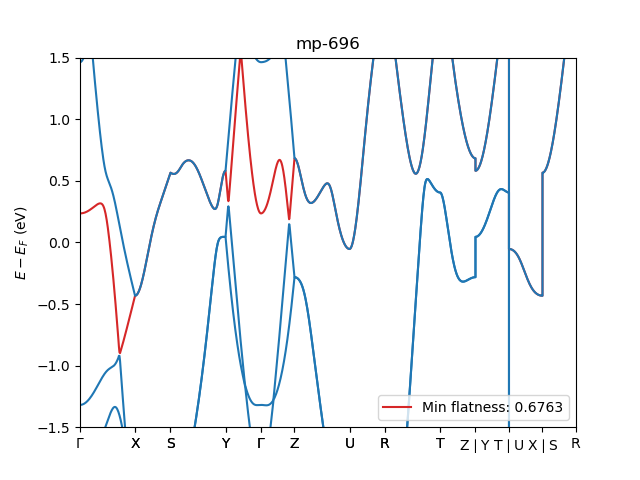 mp-696
E − E_F (eV)
1.5
1.0
0.5
0.0
−0.5
−1.0
−1.5
Min flatness: 0.6763
Γ X S Y Γ Z U R T Z | Y T | U X | S R